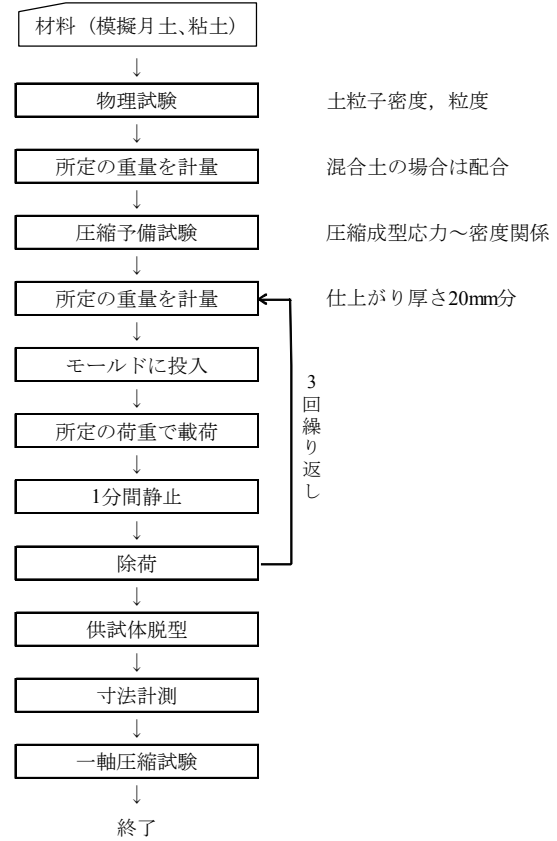 材料（模擬月土、粘土）
↓
物理試験　土粒子密度，粒度
↓
所定の重量を計量　混合土の場合は配合
↓
圧縮予備試験　圧縮成型応力～密度関係
↓
所定の重量を計量　仕上がり厚さ20mm分
↓
モールドに投入
↓
所定の荷重で載荷
↓
1分間静止
↓
除荷
3回繰り返し
↓
供試体脱型
↓
寸法計測
↓
一軸圧縮試験
↓
終了